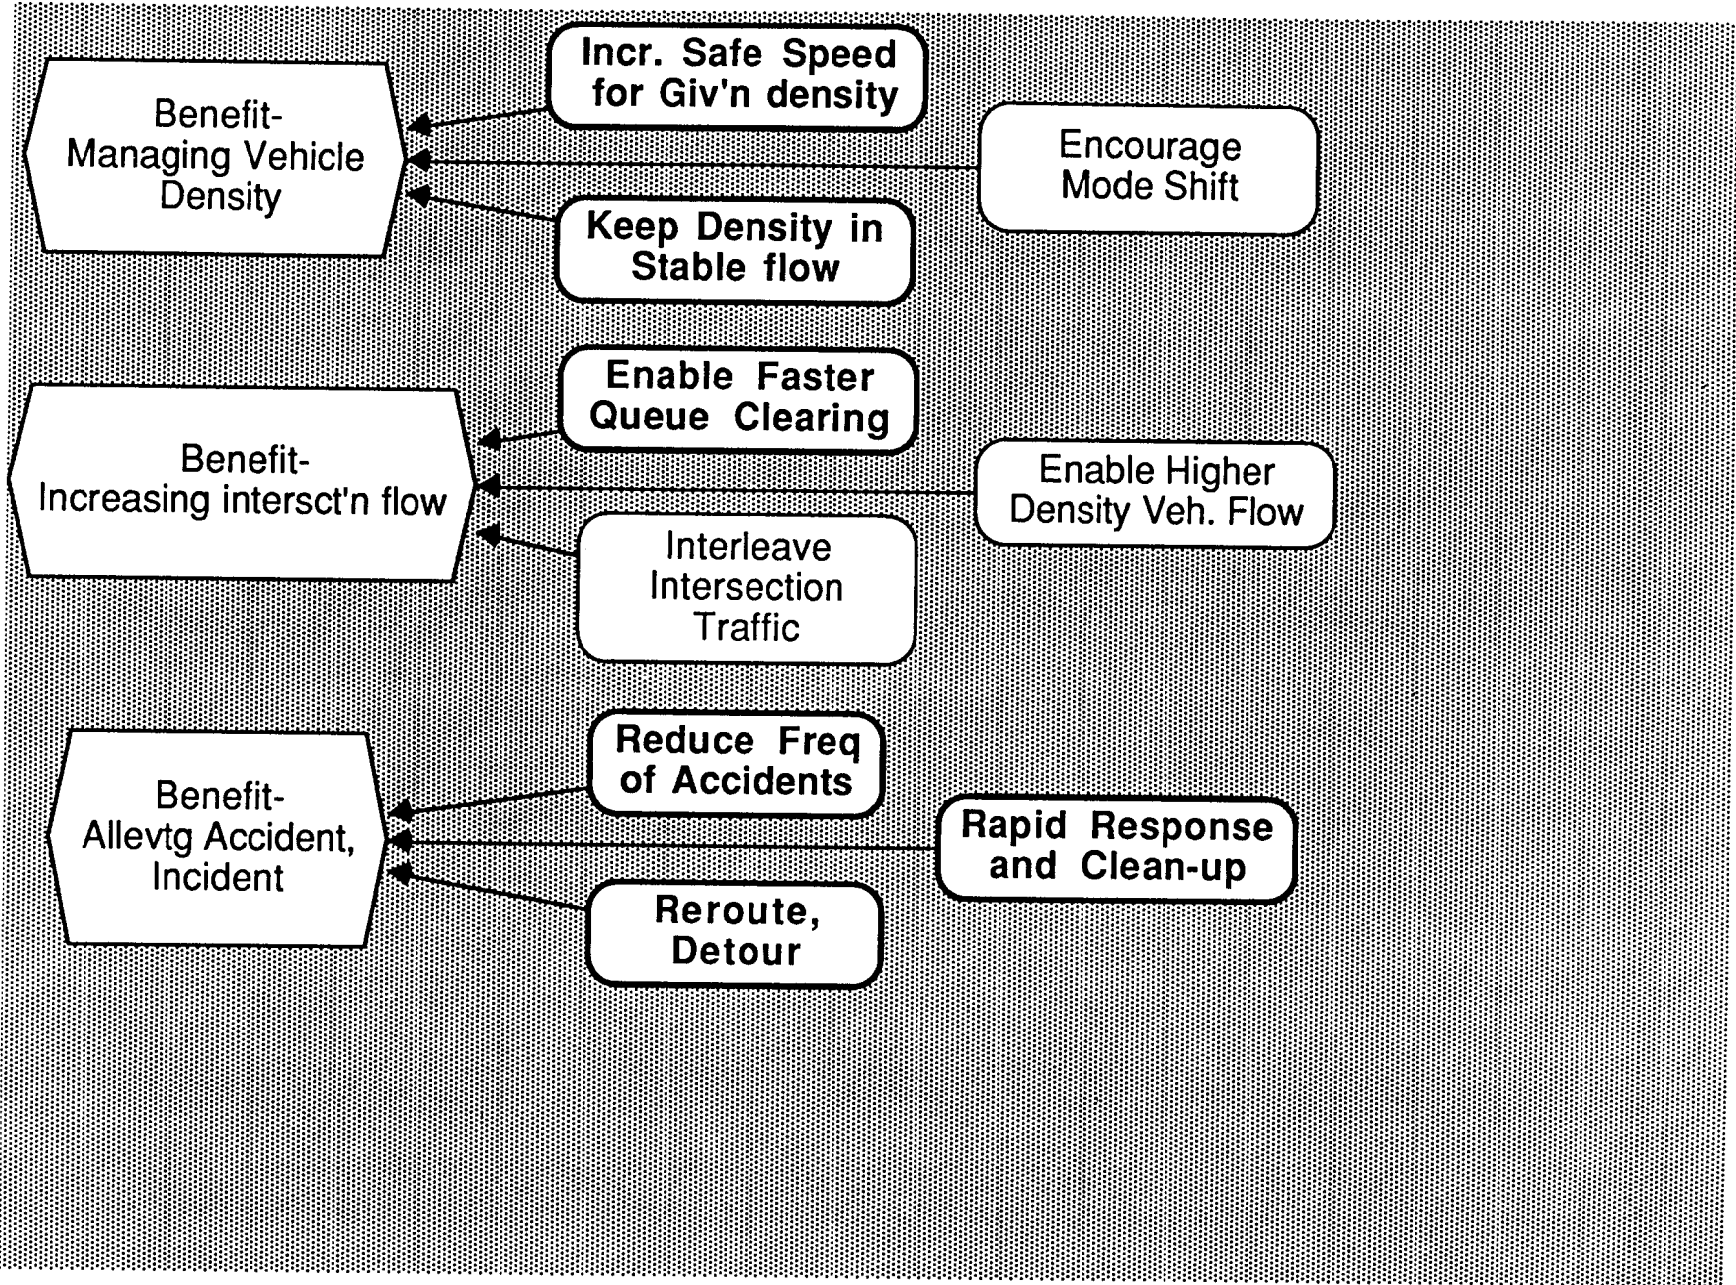 Incr. Safe Speed
for Giv'n density
Benefit-
Managing Vehicle
Density
Encourage
Mode Shift
Keep Density in
Stable flow
Enable Faster
Queue Clearing
Benefit-
Increasing intersct'n flow
Enable Higher
Density Veh. Flow
Interleave
Intersection
Traffic
Reduce Freq
of Accidents
Benefit-
Allevtg Accident,
Incident
Rapid Response
and Clean-up
Reroute,
Detour